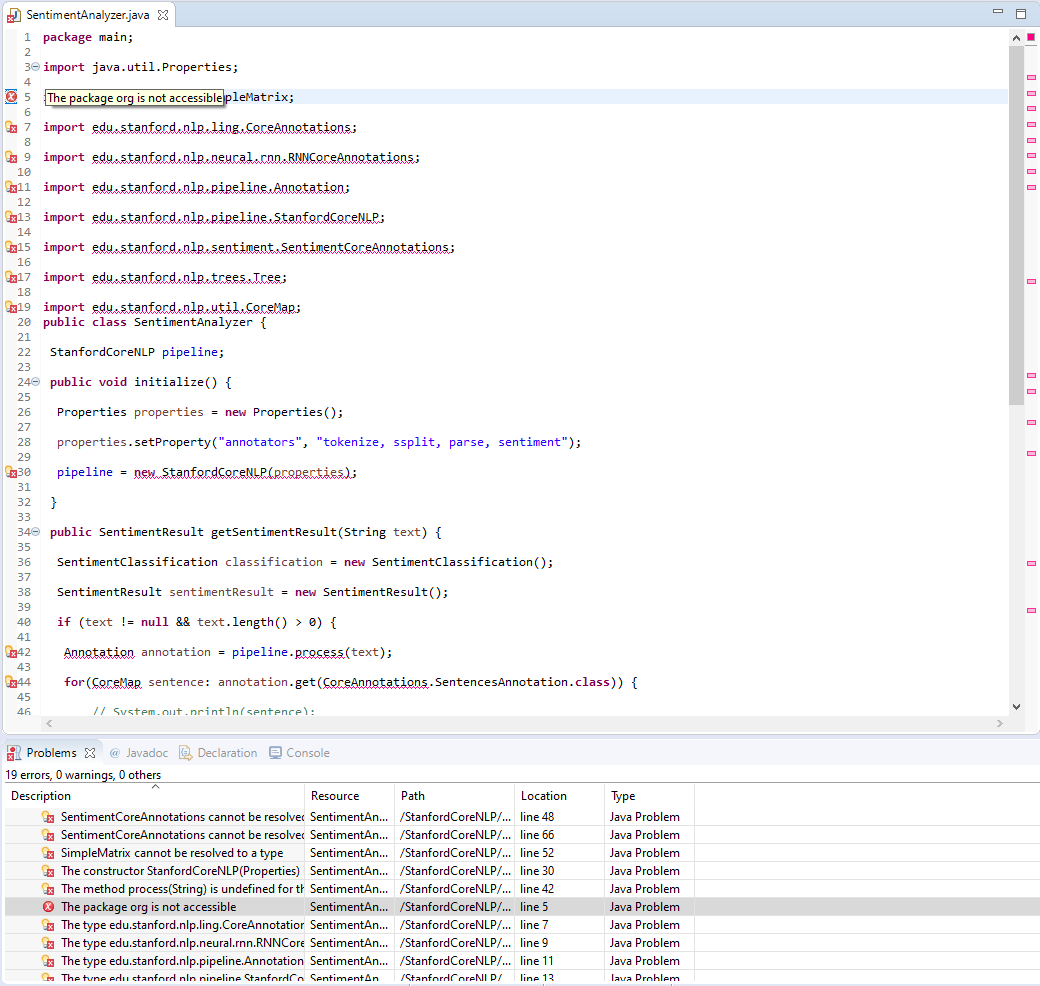 SentimentAnalyzer.java
1 package main;
2
3 import java.util.Properties;
4
5 The package org is not accessible pleMatrix;
6
7 import edu.stanford.nlp.ling.CoreAnnotations;
8
9 import edu.stanford.nlp.neural.rnn.RNNCoreAnnotations;
10
11 import edu.stanford.nlp.pipeline.Annotation;
12
13 import edu.stanford.nlp.pipeline.StanfordCoreNLP;
14
15 import edu.stanford.nlp.sentiment.SentimentCoreAnnotations;
16
17 import edu.stanford.nlp.trees.Tree;
18
19 import edu.stanford.nlp.util.CoreMap;
20 public class SentimentAnalyzer {
21
22 StanfordCoreNLP pipeline;
23
24 public void initialize() {
25
26 Properties properties = new Properties();
27
28 properties.setProperty("annotators", "tokenize, ssplit, parse, sentiment");
29
30 pipeline = new StanfordCoreNLP(properties);
31
32 }
33
34 public SentimentResult getSentimentResult(String text) {
35
36 SentimentClassification classification = new SentimentClassification();
37
38 SentimentResult sentimentResult = new SentimentResult();
39
40 if (text != null && text.length() > 0) {
41
42 Annotation annotation = pipeline.process(text);
43
44 for(CoreMap sentence: annotation.get(CoreAnnotations.SentencesAnnotation.class)) {
45
46 // System.out.println(sentence);
Problems @ Javadoc Declaration Console
19 errors, 0 warnings, 0 others
Description Resource Path Location Type
SentimentCoreAnnotations cannot be resolved SentimentAn... /StanfordCoreNLP/... line 48 Java Problem
SentimentCoreAnnotations cannot be resolved SentimentAn... /StanfordCoreNLP/... line 66 Java Problem
SimpleMatrix cannot be resolved to a type SentimentAn... /StanfordCoreNLP/... line 52 Java Problem
The constructor StanfordCoreNLP(Properties) SentimentAn... /StanfordCoreNLP/... line 30 Java Problem
The method process(String) is undefined for th SentimentAn... /StanfordCoreNLP/... line 42 Java Problem
The package org is not accessible SentimentAn... /StanfordCoreNLP/... line 5 Java Problem
The type edu.stanford.nlp.ling.CoreAnnotation SentimentAn... /StanfordCoreNLP/... line 7 Java Problem
The type edu.stanford.nlp.neural.rnn.RNNCore SentimentAn... /StanfordCoreNLP/... line 9 Java Problem
The type edu.stanford.nlp.pipeline.Annotation SentimentAn... /StanfordCoreNLP/... line 11 Java Problem
The type edu.stanford.nlp.pipeline.StanfordCo SentimentAn... /StanfordCoreNLP/... line 13 Java Problem